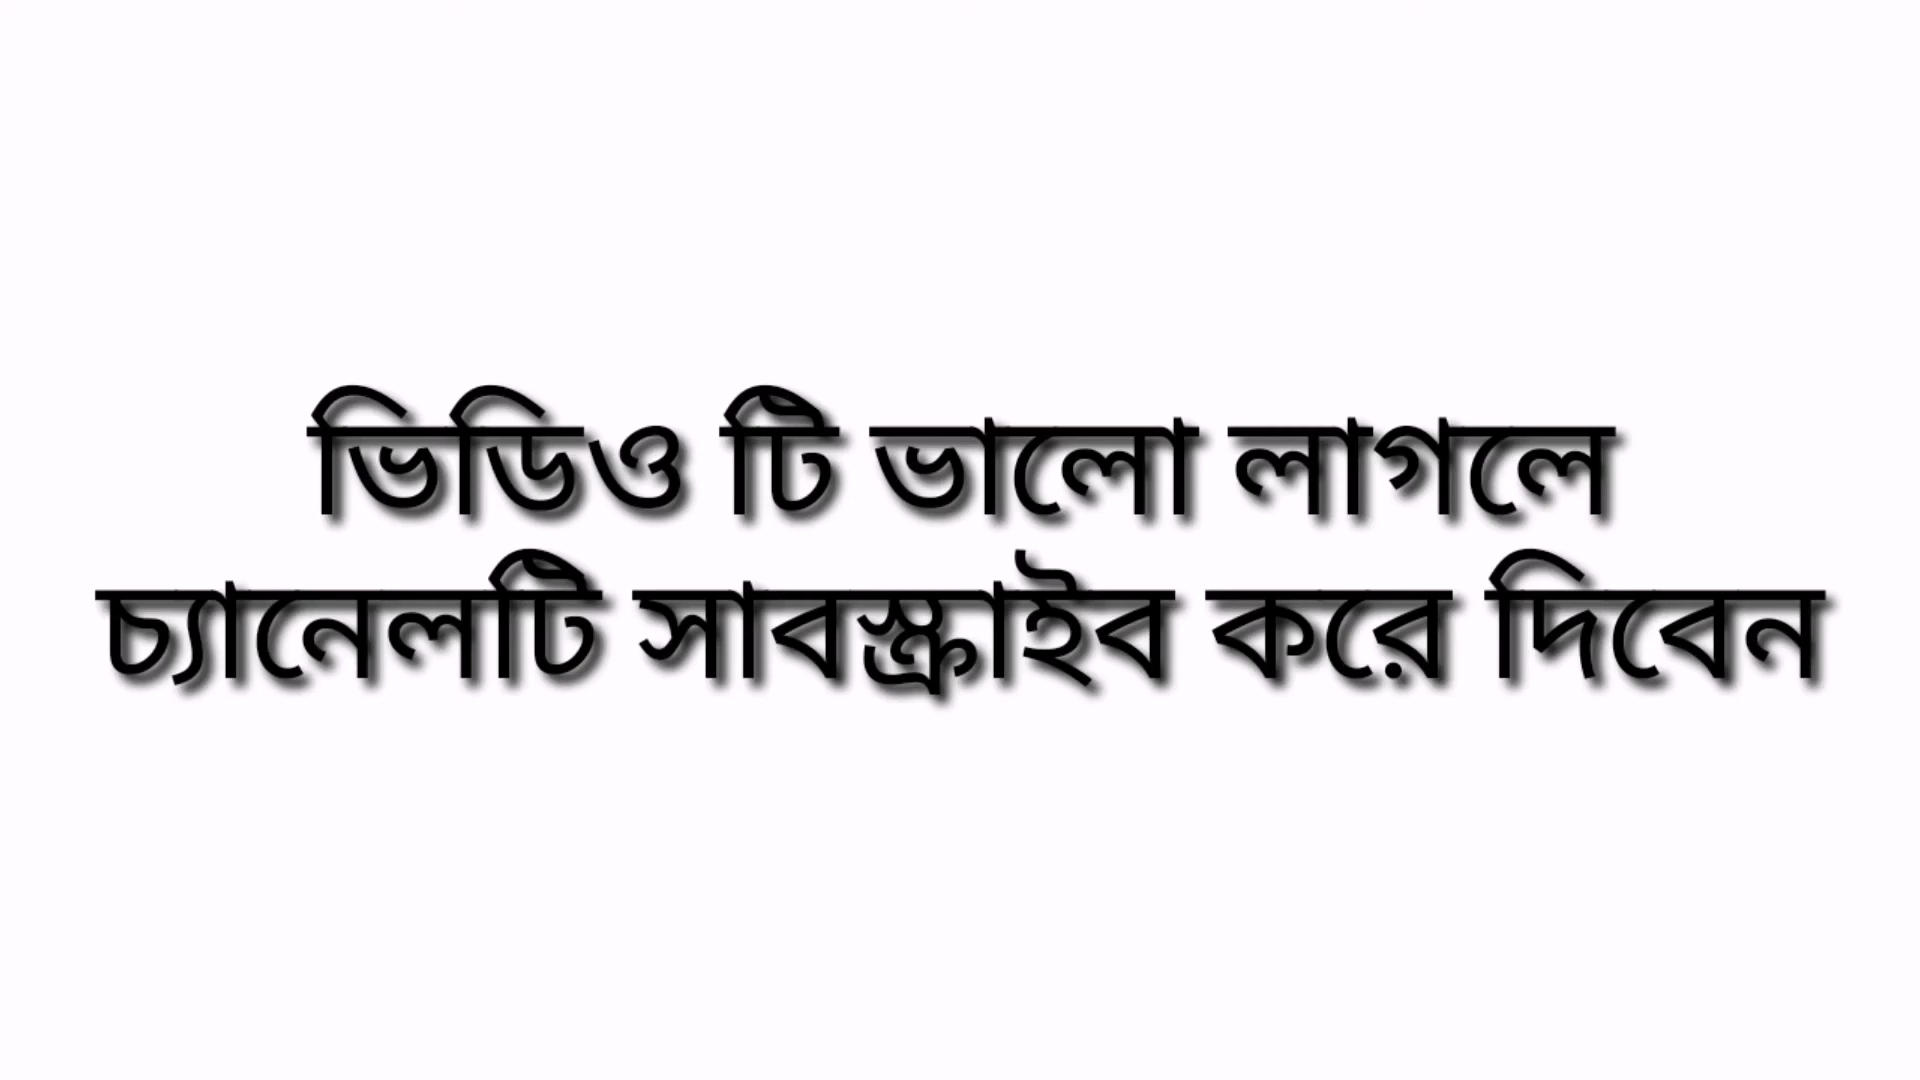 ভিডিও টি ভালো লাগলে
চ্যানেলটি সাবস্ক্রাইব করে দিবেন